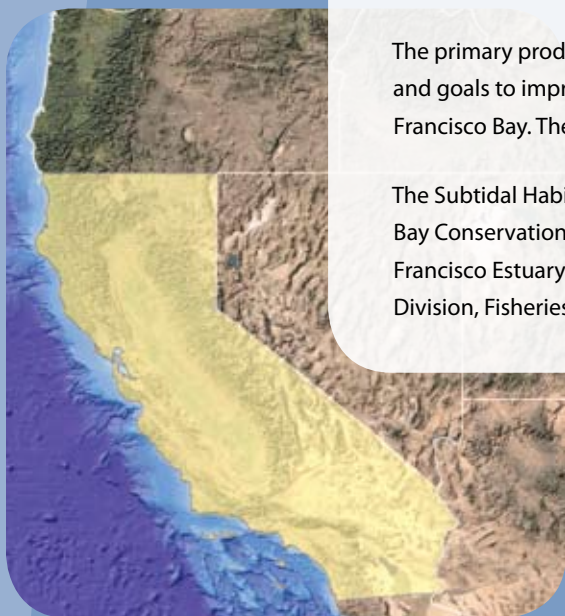 The primary prod
and goals to impr
Francisco Bay. The
The Subtidal Habi
Bay Conservation
Francisco Estuary
Division, Fisheries